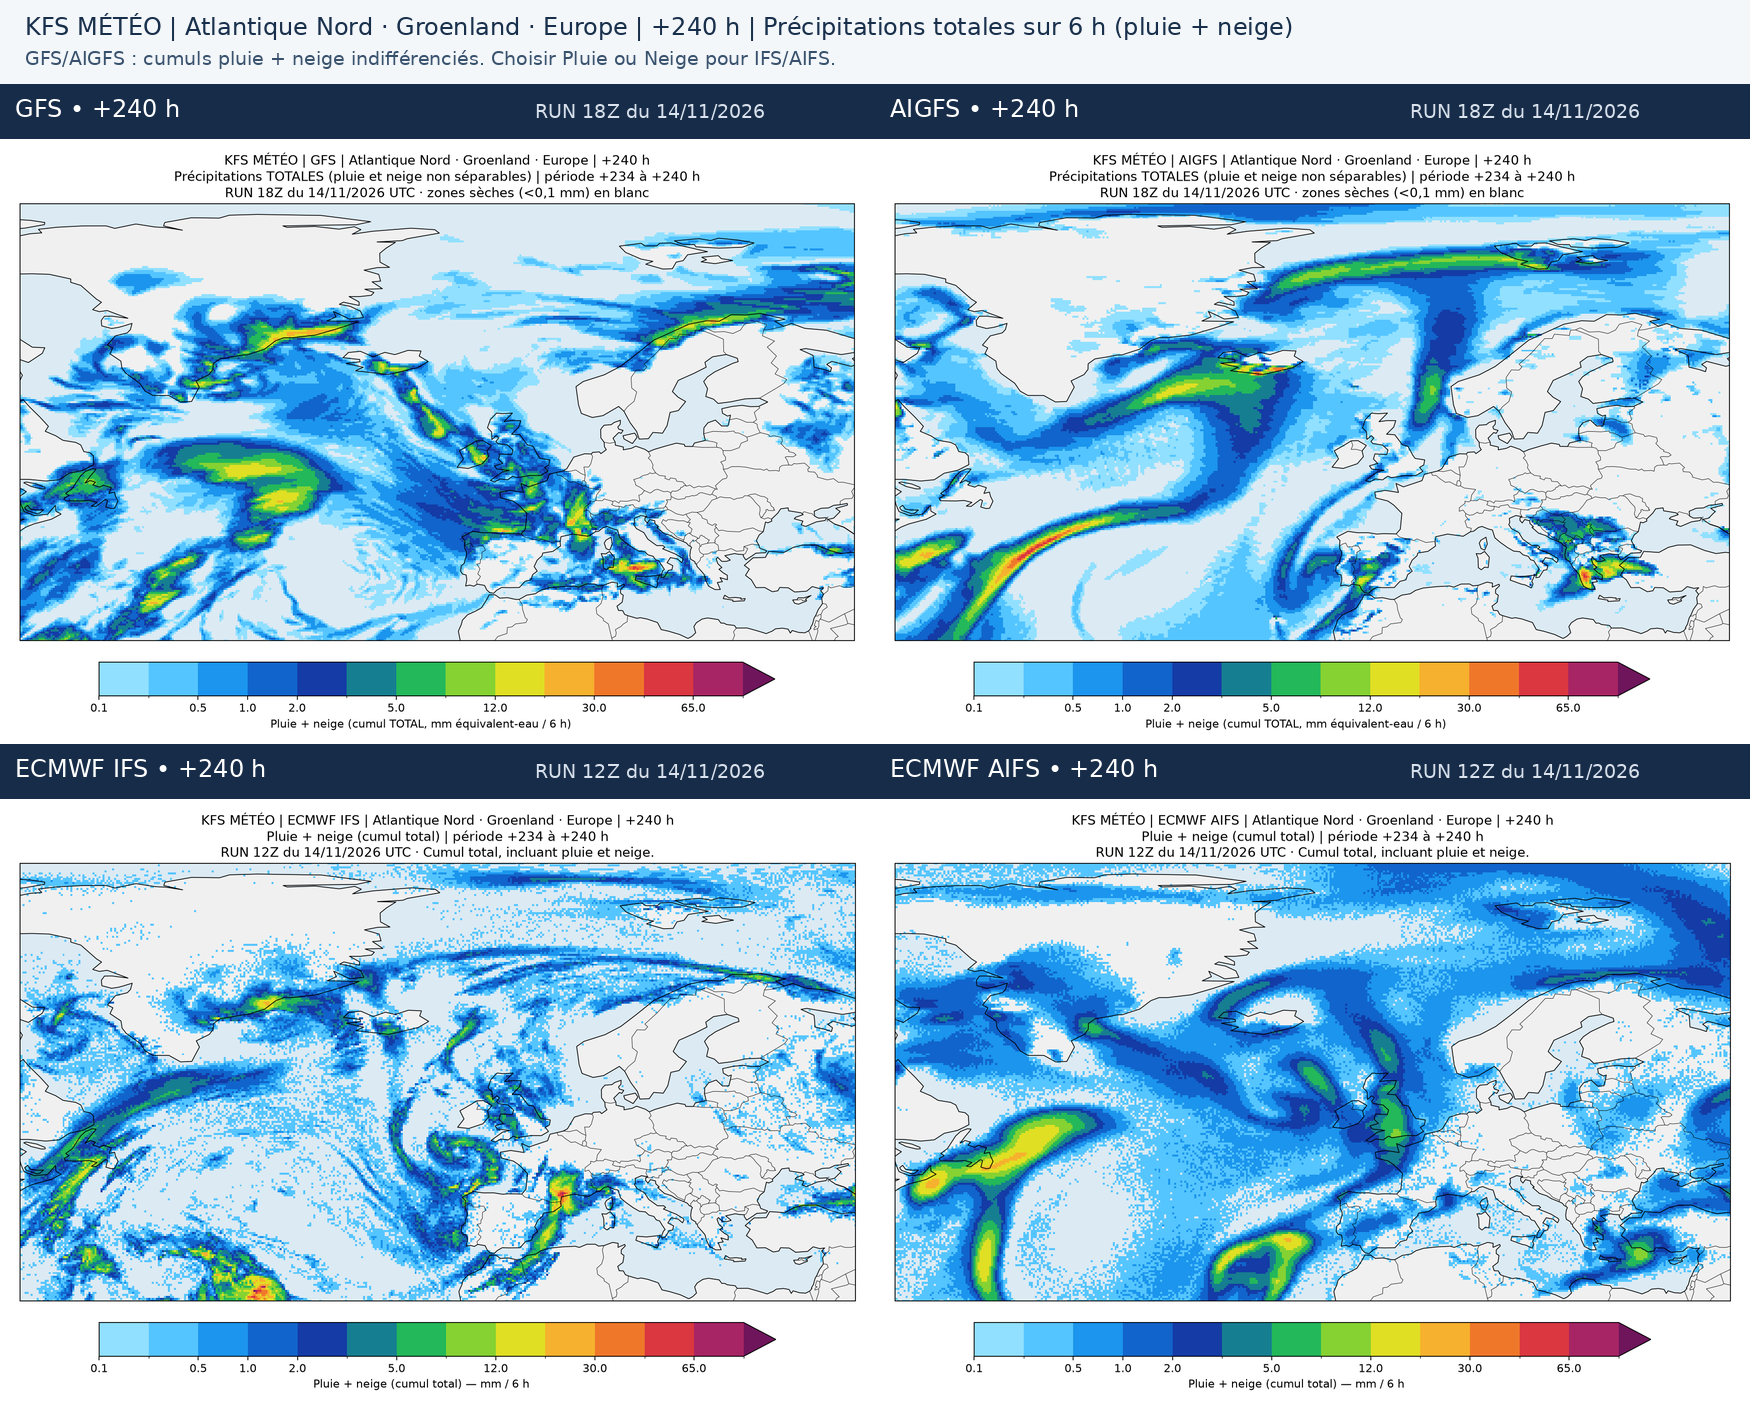 KFS MÉTÉO | Atlantique Nord · Groenland · Europe | +240 h | Précipitations totales sur 6 h (pluie + neige)
GFS/AIGFS : cumuls pluie + neige indifférenciés. Choisir Pluie ou Neige pour IFS/AIFS.
GFS • +240 h RUN 18Z du 14/11/2026
KFS MÉTÉO | GFS | Atlantique Nord · Groenland · Europe | +240 h
Précipitations TOTALES (pluie et neige non séparables) | période +234 à +240 h
RUN 18Z du 14/11/2026 UTC · zones sèches (<0,1 mm) en blanc
0.1 0.5 1.0 2.0 5.0 12.0 30.0 65.0
Pluie + neige (cumul TOTAL, mm équivalent-eau / 6 h)
AIGFS • +240 h RUN 18Z du 14/11/2026
KFS MÉTÉO | AIGFS | Atlantique Nord · Groenland · Europe | +240 h
Précipitations TOTALES (pluie et neige non séparables) | période +234 à +240 h
RUN 18Z du 14/11/2026 UTC · zones sèches (<0,1 mm) en blanc
0.1 0.5 1.0 2.0 5.0 12.0 30.0 65.0
Pluie + neige (cumul TOTAL, mm équivalent-eau / 6 h)
ECMWF IFS • +240 h RUN 12Z du 14/11/2026
KFS MÉTÉO | ECMWF IFS | Atlantique Nord · Groenland · Europe | +240 h
Pluie + neige (cumul total) | période +234 à +240 h
RUN 12Z du 14/11/2026 UTC · Cumul total, incluant pluie et neige.
0.1 0.5 1.0 2.0 5.0 12.0 30.0 65.0
Pluie + neige (cumul total) — mm / 6 h
ECMWF AIFS • +240 h RUN 12Z du 14/11/2026
KFS MÉTÉO | ECMWF AIFS | Atlantique Nord · Groenland · Europe | +240 h
Pluie + neige (cumul total) | période +234 à +240 h
RUN 12Z du 14/11/2026 UTC · Cumul total, incluant pluie et neige.
0.1 0.5 1.0 2.0 5.0 12.0 30.0 65.0
Pluie + neige (cumul total) — mm / 6 h